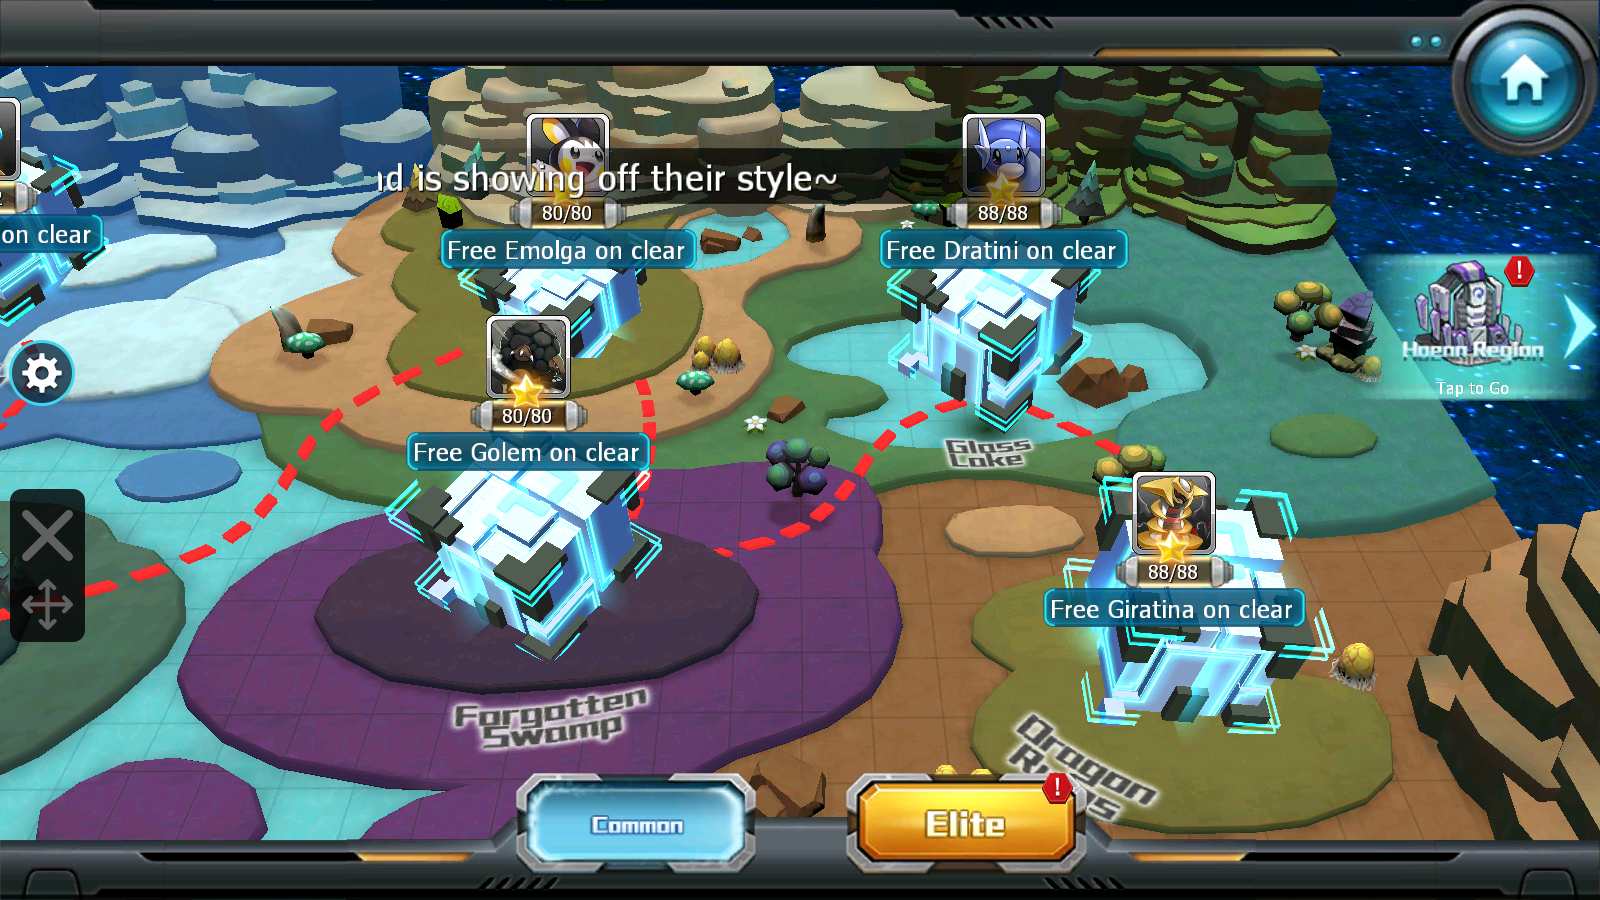 nd is showing off their style~
80/80
88/88
on clear
Free Emolga on clear
Free Dratini on clear
Hoenn Region
Tap to Go
80/80
Free Golem on clear
Glass
Lake
88/88
Free Giratina on clear
Forgotten
Swamp
Dragon
Common
Elite